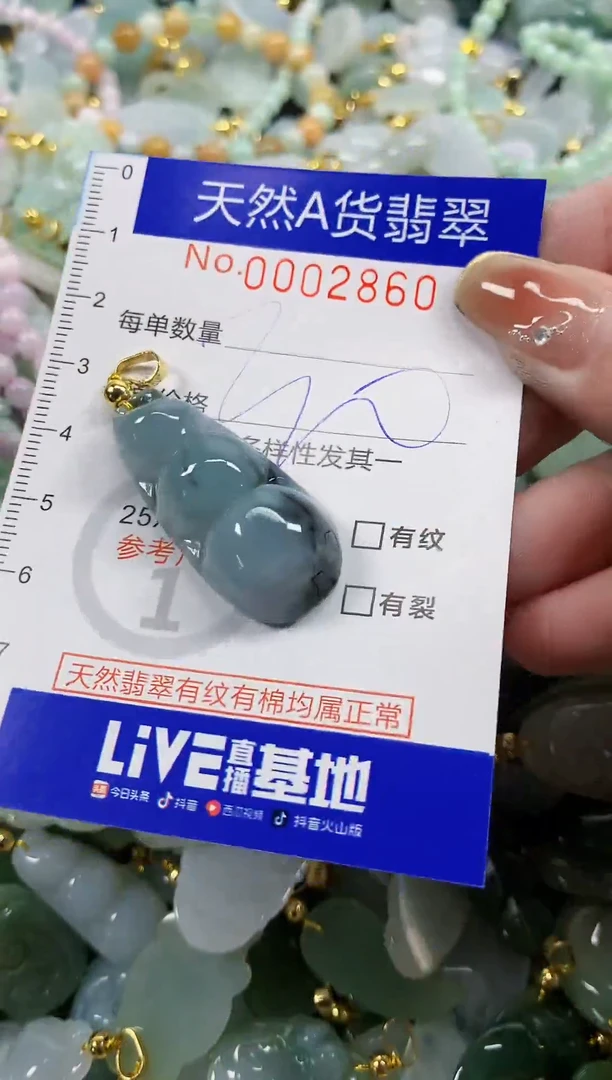 天然A货翡翠
No.0002860
每单数量
价格
多样性发其一
25
参考
1
有纹
有裂
天然翡翠有纹有棉均属正常
LiVE直播基地
今日头条 抖音 西瓜视频 抖音火山版
0
1
2
3
4
5
6
7